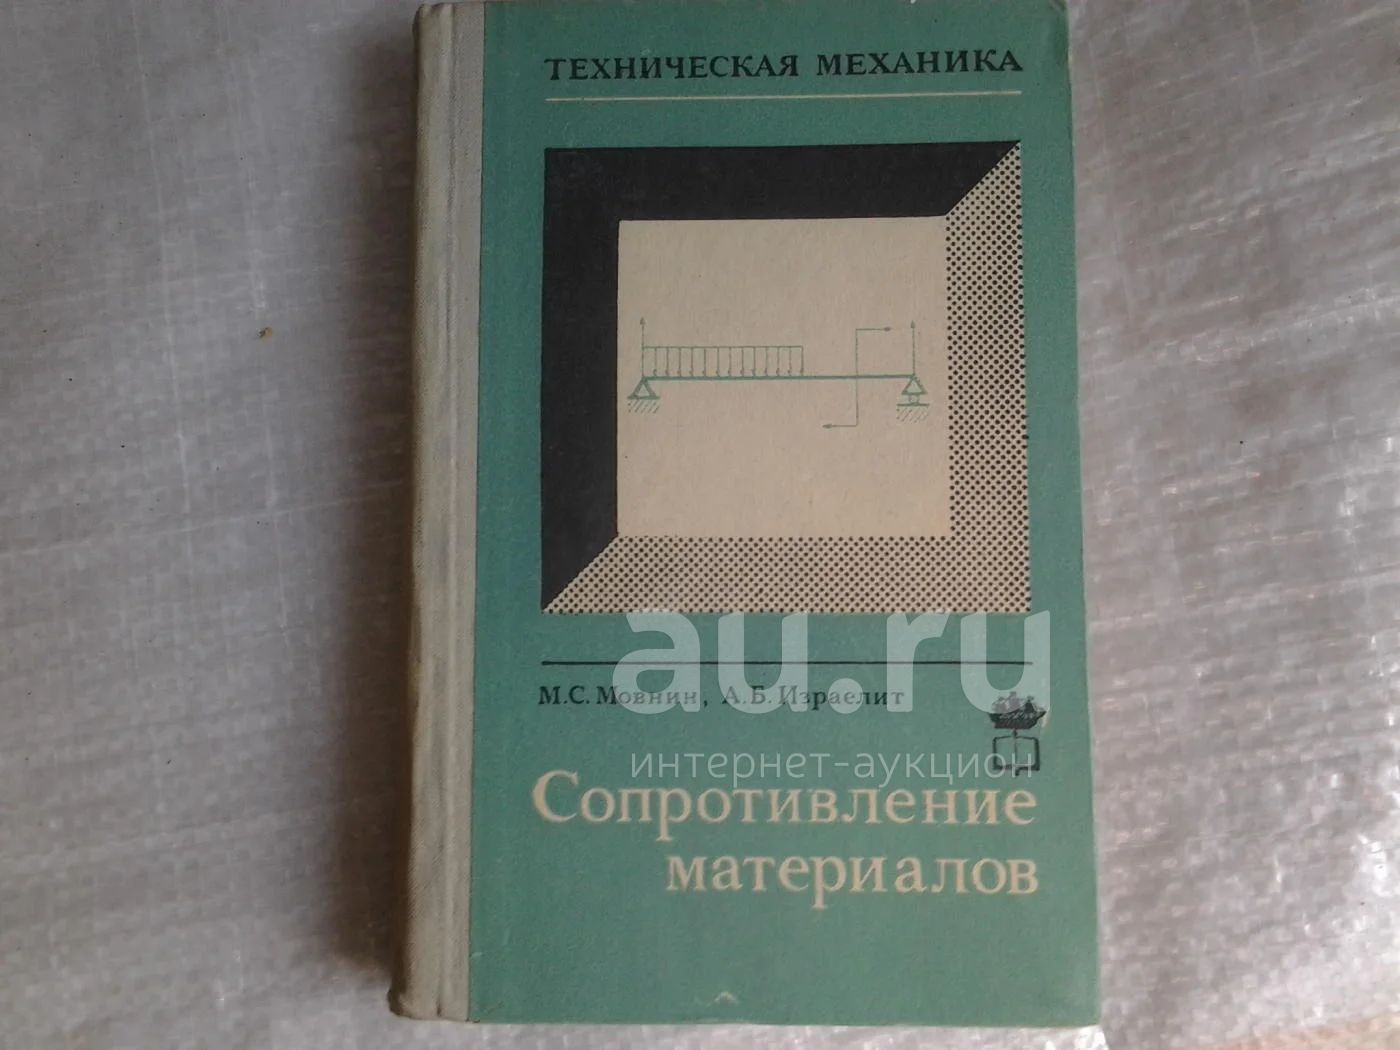 ТЕХНИЧЕСКАЯ МЕХАНИКА
au.ru
М.С. Мовнин, А.Б. Израелит
интернет-аукцион
Сопротивление
материалов